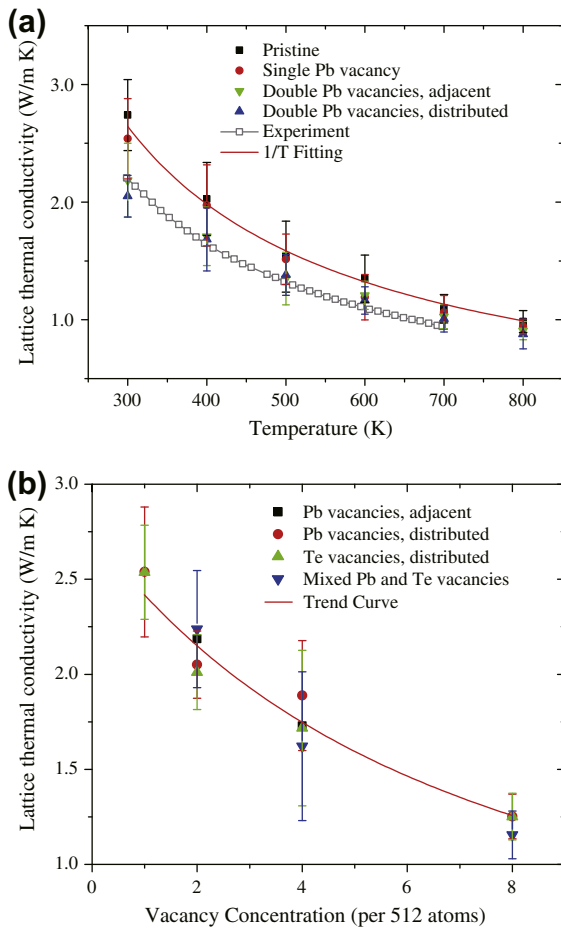 (a)
Pristine
Single Pb vacancy
Double Pb vacancies, adjacent
Double Pb vacancies, distributed
Experiment
1/T Fitting
3.0
2.0
1.0
Lattice thermal conductivity (W/m K)
300 400 500 600 700 800
Temperature (K)
(b)
Pb vacancies, adjacent
Pb vacancies, distributed
Te vacancies, distributed
Mixed Pb and Te vacancies
Trend Curve
3.0
2.5
2.0
1.5
1.0
Lattice thermal conductivity (W/m K)
0 2 4 6 8
Vacancy Concentration (per 512 atoms)